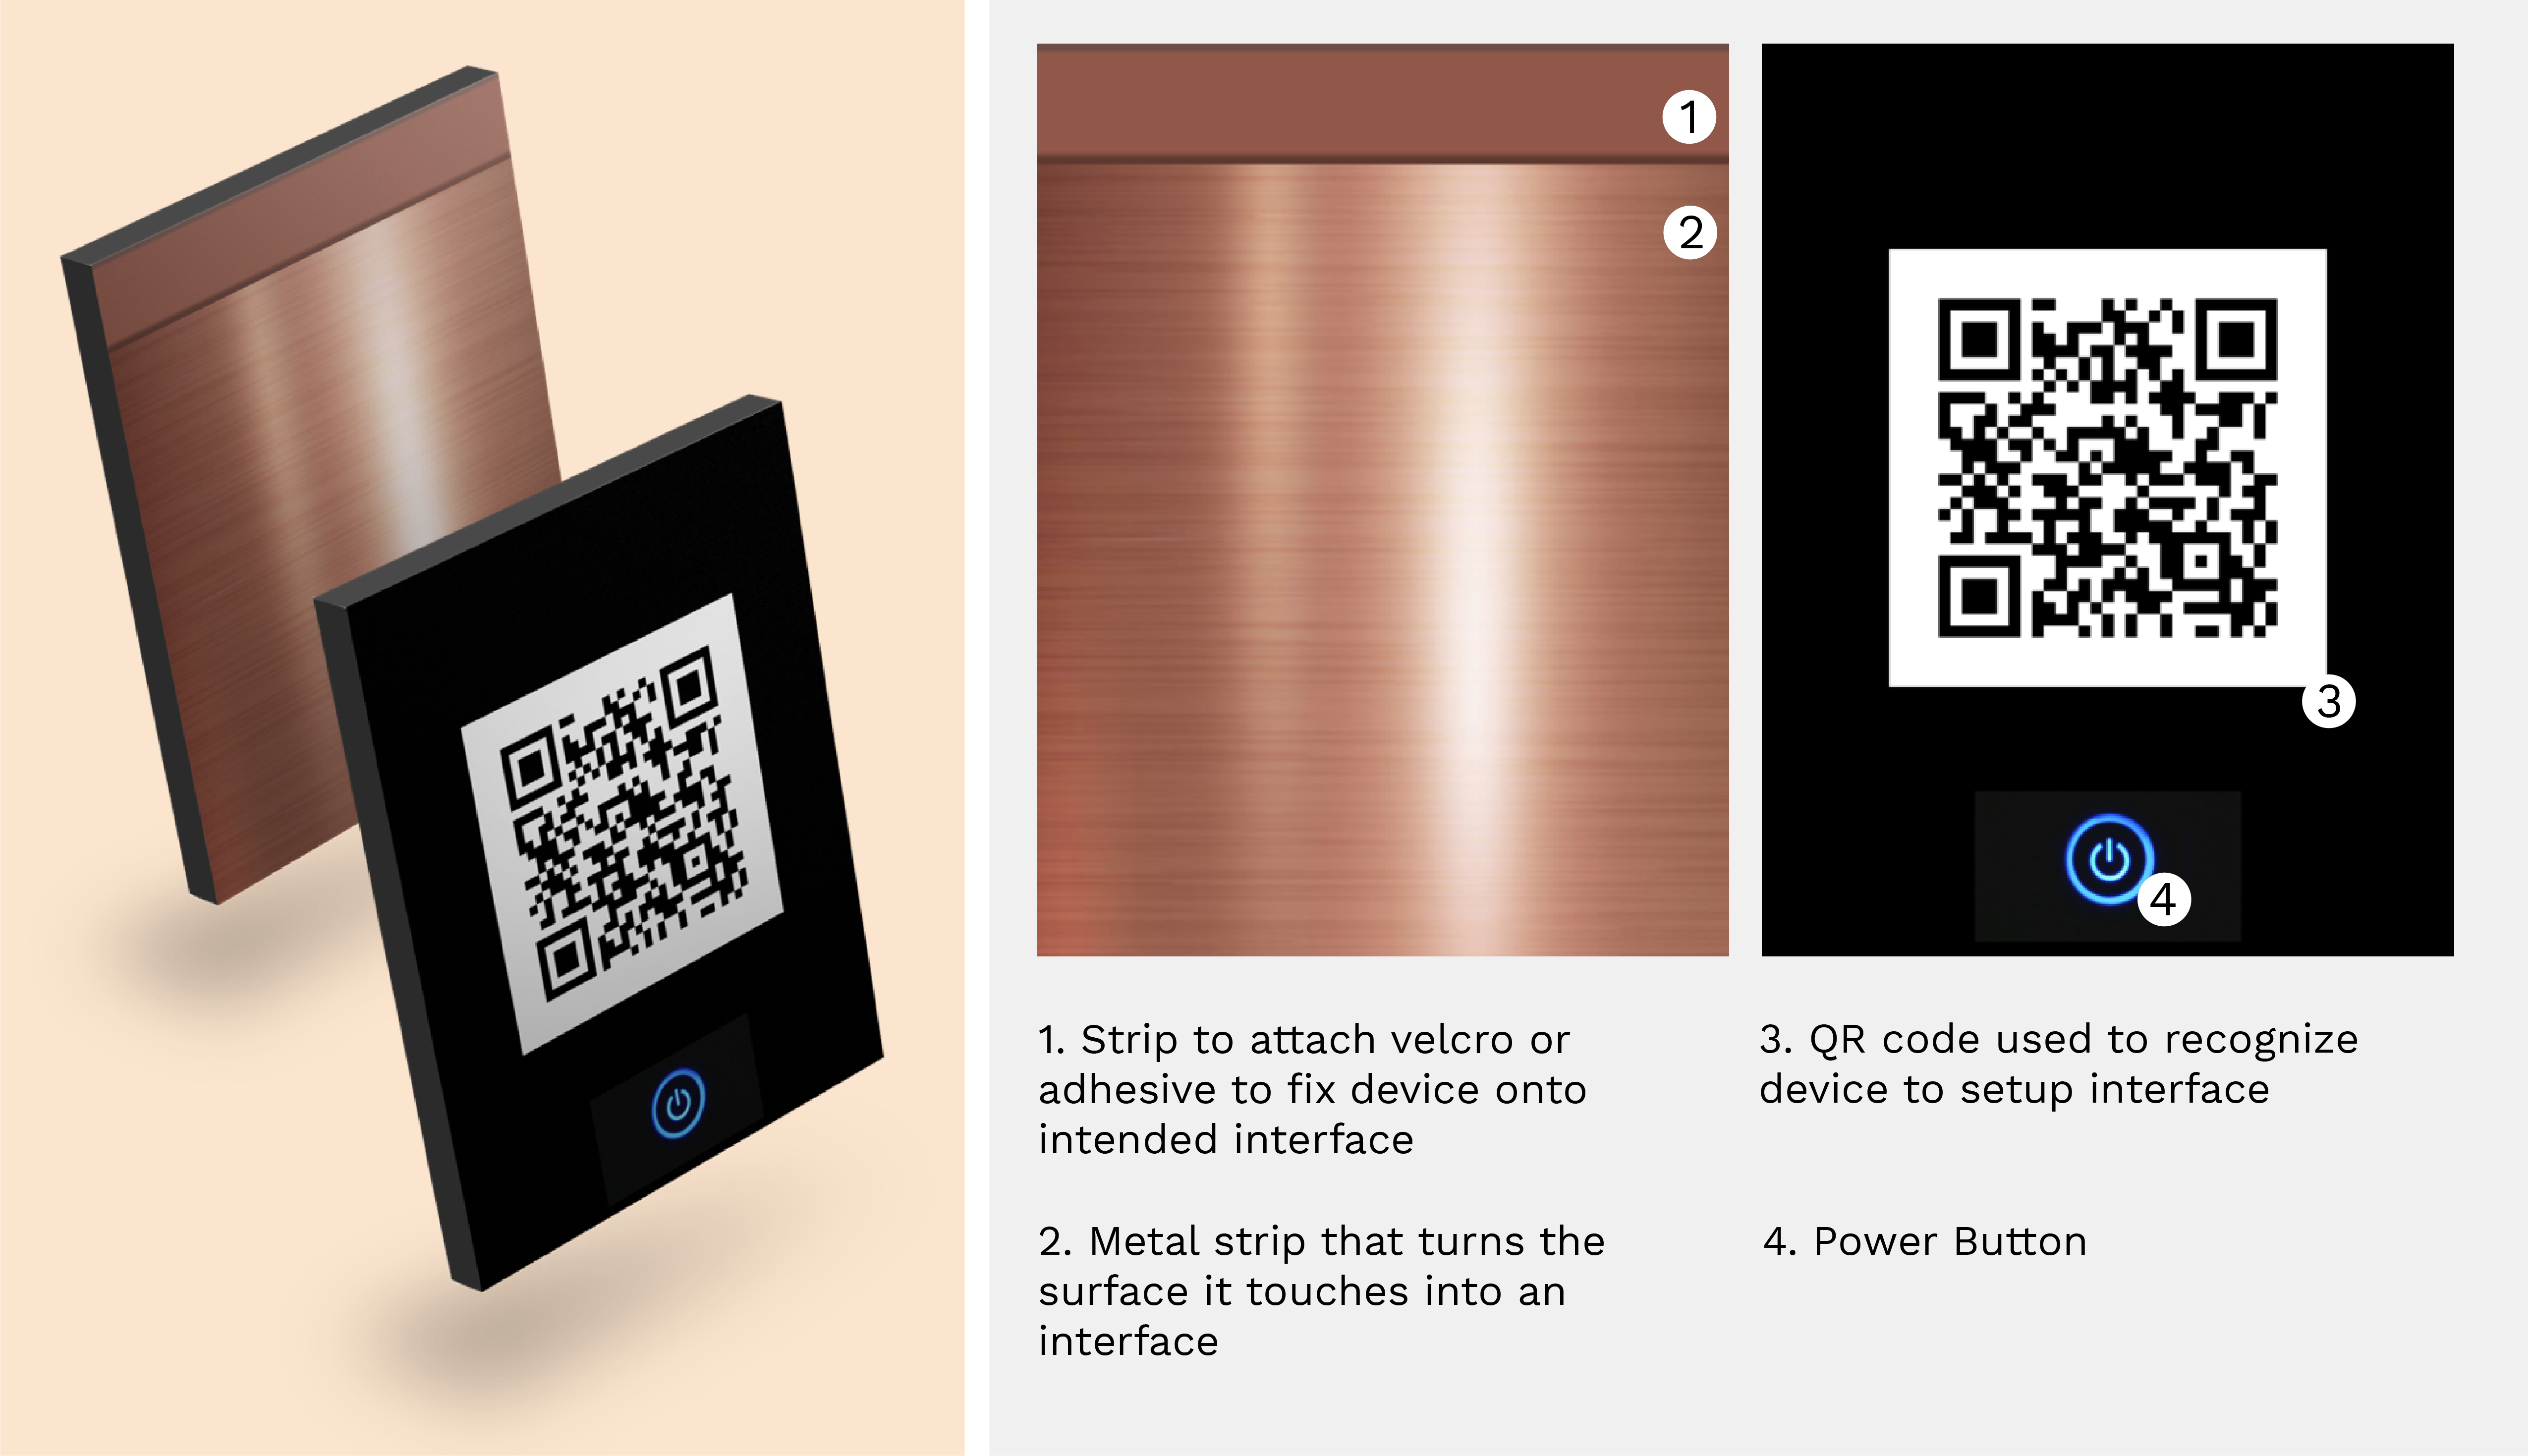 1
2
3
4
1. Strip to attach velcro or
adhesive to fix device onto
intended interface
2. Metal strip that turns the
surface it touches into an
interface
3. QR code used to recognize
device to setup interface
4. Power Button